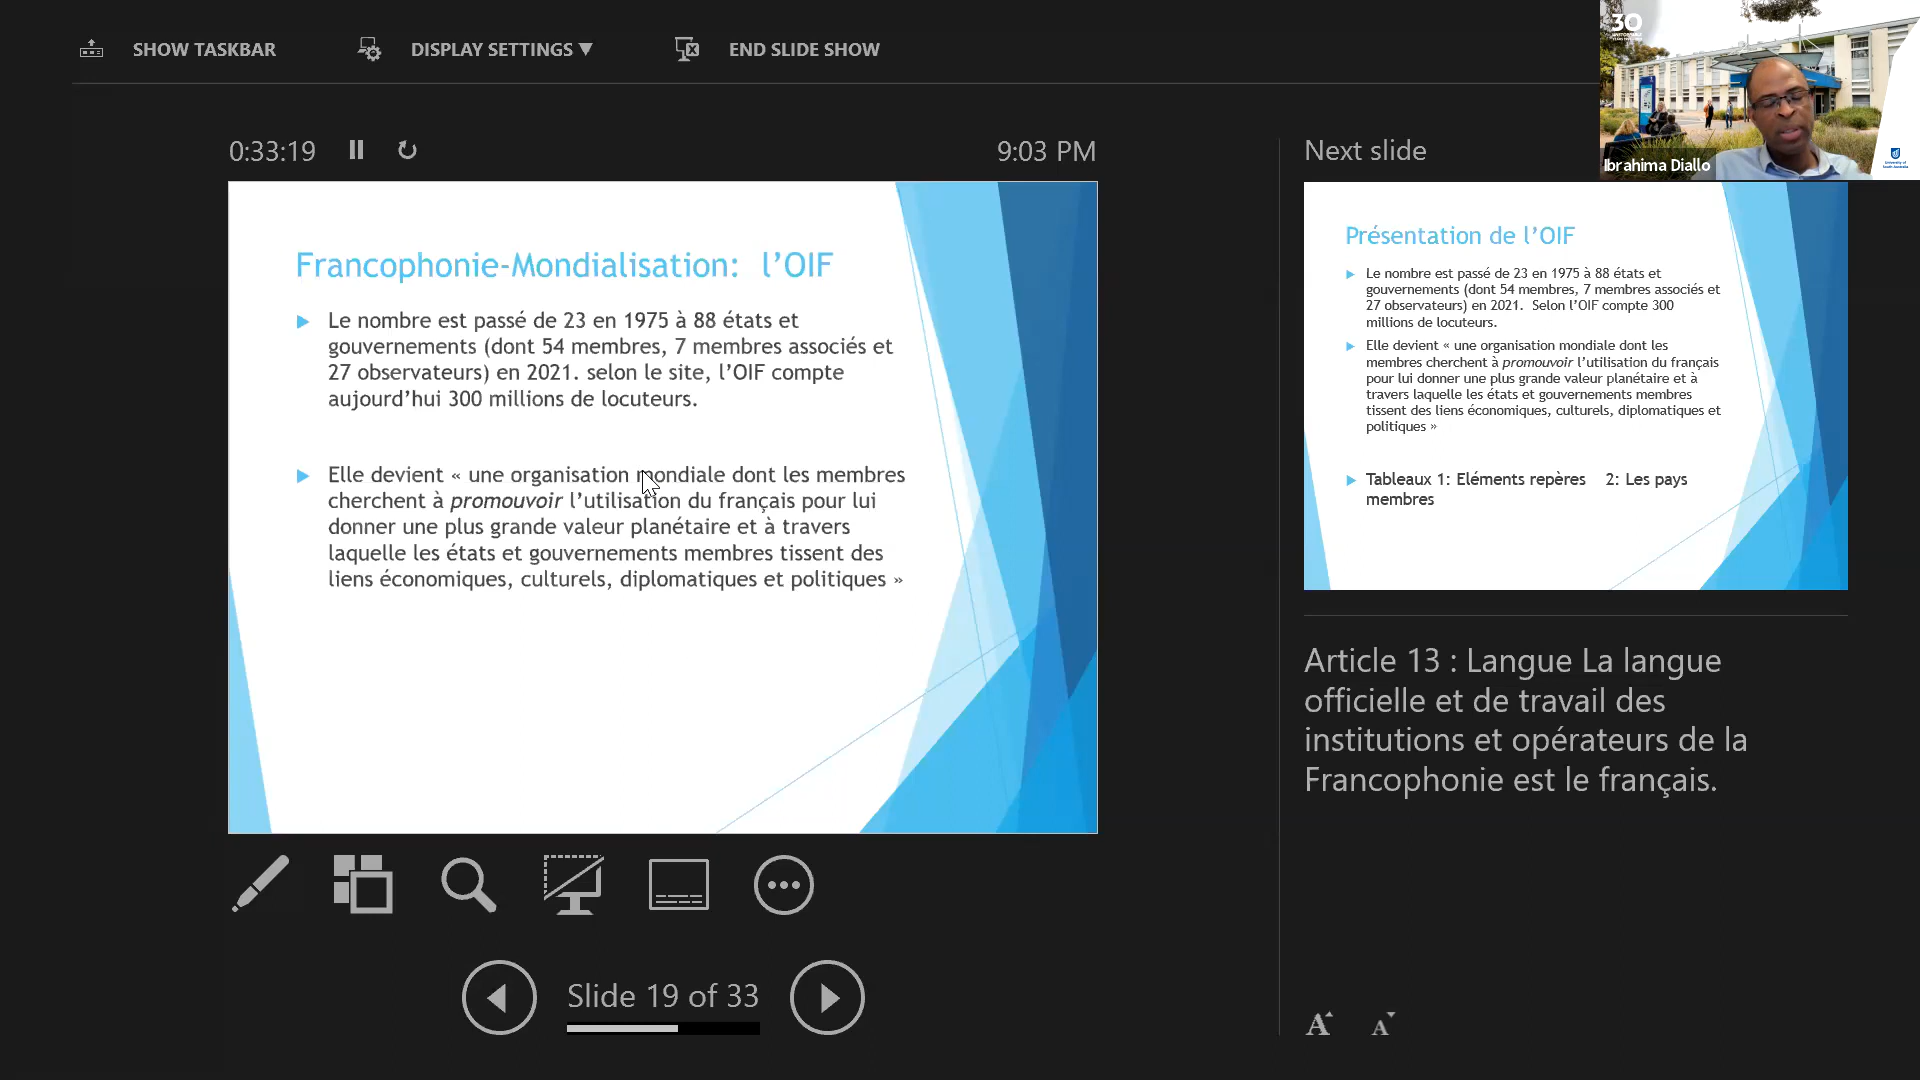 SHOW TASKBAR
DISPLAY SETTINGS ▼
END SLIDE SHOW
30
Ibrahima Diallo
University of
South Australia
0:33:19
9:03 PM
Francophonie-Mondialisation: l’OIF
Le nombre est passé de 23 en 1975 à 88 états et
gouvernements (dont 54 membres, 7 membres associés et
27 observateurs) en 2021. selon le site, l’OIF compte
aujourd’hui 300 millions de locuteurs.
Elle devient « une organisation mondiale dont les membres
cherchent à promouvoir l’utilisation du français pour lui
donner une plus grande valeur planétaire et à travers
laquelle les états et gouvernements membres tissent des
liens économiques, culturels, diplomatiques et politiques »
Slide 19 of 33
Next slide
Présentation de l’OIF
Le nombre est passé de 23 en 1975 à 88 états et
gouvernements (dont 54 membres, 7 membres associés et
27 observateurs) en 2021. Selon l’OIF compte 300
millions de locuteurs.
Elle devient « une organisation mondiale dont les
membres cherchent à promouvoir l’utilisation du français
pour lui donner une plus grande valeur planétaire et à
travers laquelle les états et gouvernements membres
tissent des liens économiques, culturels, diplomatiques et
politiques »
Tableaux 1: Eléments repères 2: Les pays
membres
Article 13 : Langue La langue
officielle et de travail des
institutions et opérateurs de la
Francophonie est le français.
A A